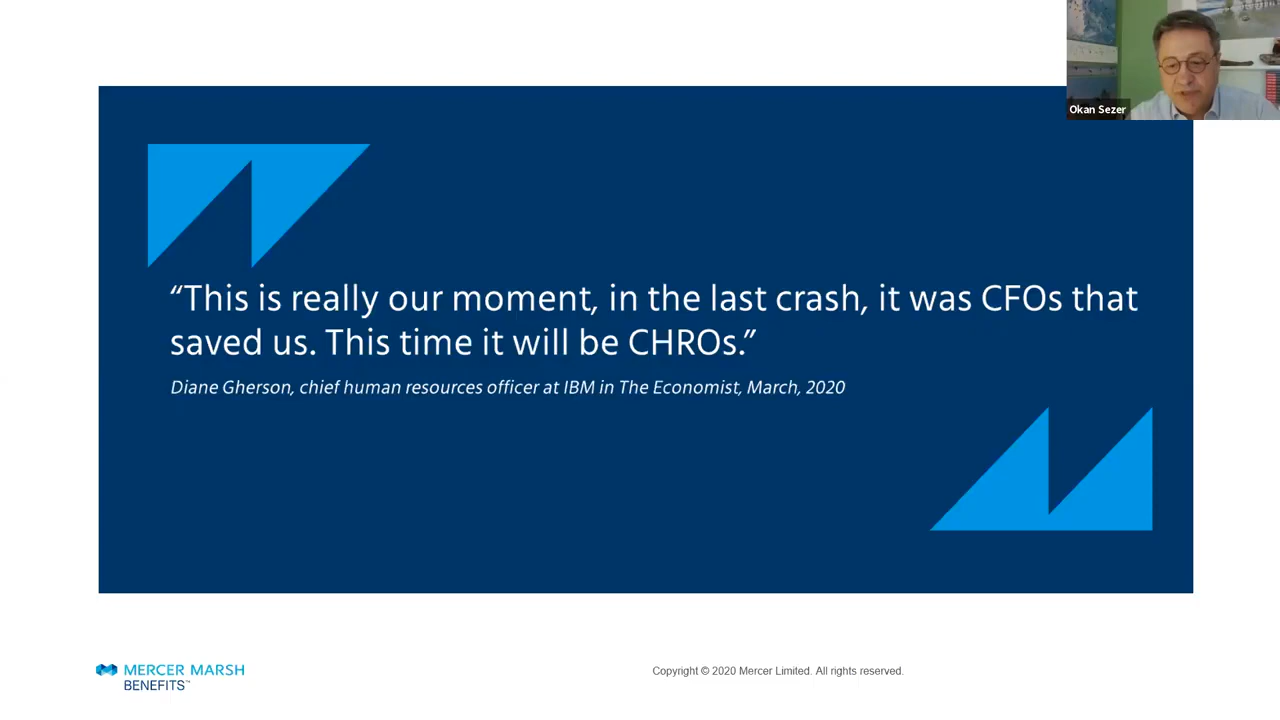 Okan Sezer
“This is really our moment, in the last crash, it was CFOs that
saved us. This time it will be CHROs.”
Diane Gherson, chief human resources officer at IBM in The Economist, March, 2020
MERCER MARSH
BENEFITS™
Copyright © 2020 Mercer Limited. All rights reserved.